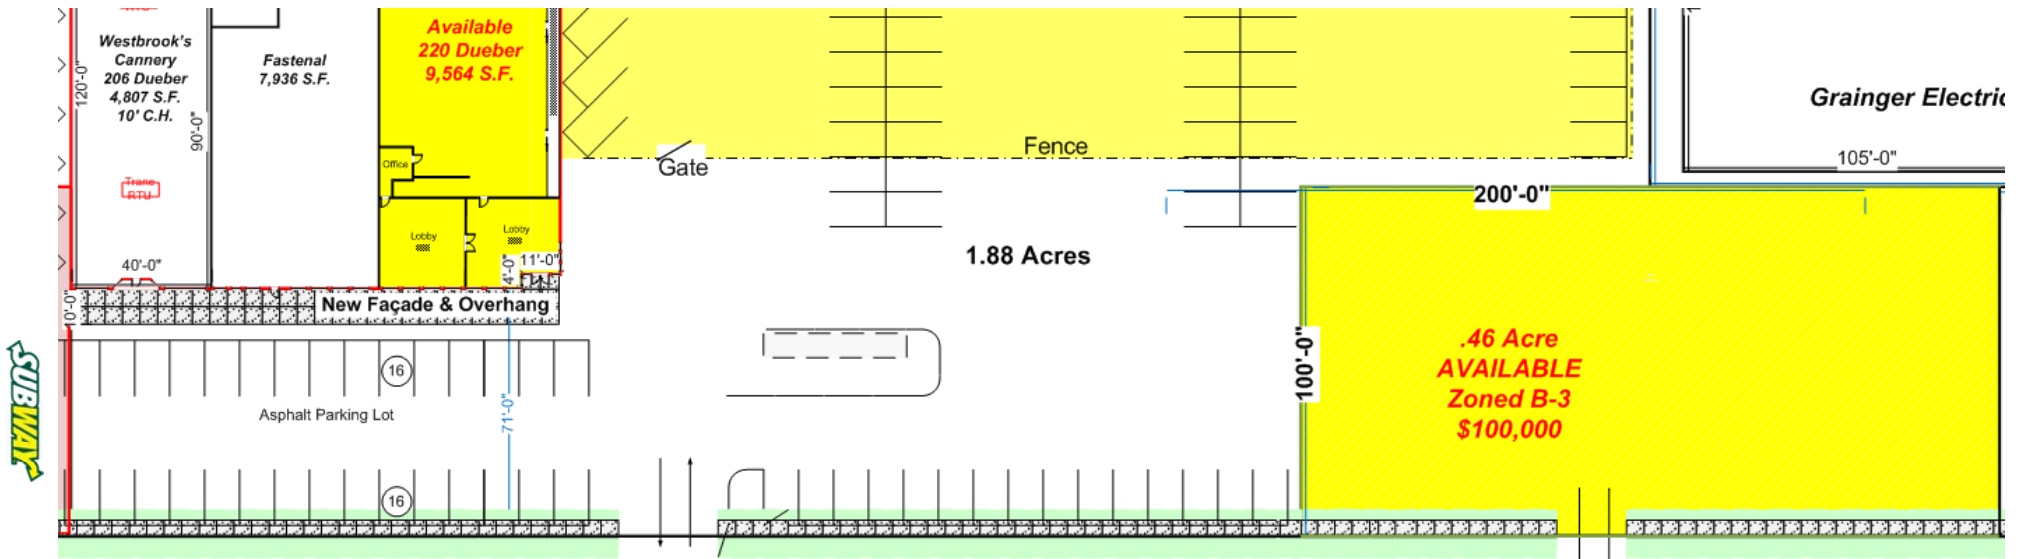 RTU
Westbrook's
Cannery
206 Dueber
4,807 S.F.
10' C.H.
120'-0"
90'-0"
Trane
RTU
40'-0"
10'-0"
Fastenal
7,936 S.F.
Available
220 Dueber
9,564 S.F.
Office
Lobby
Lobby
4'-0"
11'-0"
New Façade & Overhang
16
Asphalt Parking Lot
71'-0"
16
SUBWAY
Gate
Fence
1.88 Acres
Grainger Electric
105'-0"
200'-0"
100'-0"
.46 Acre
AVAILABLE
Zoned B-3
$100,000